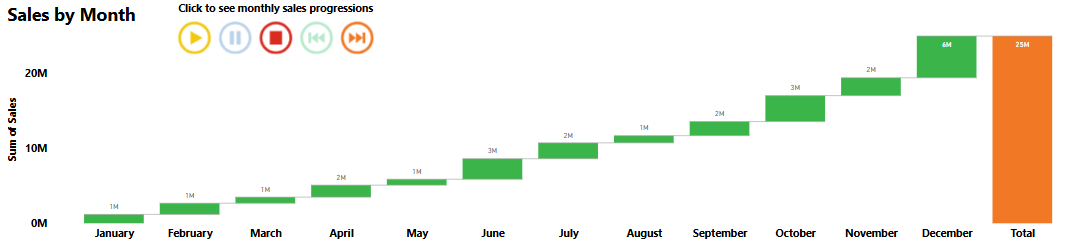 Sales by Month
Click to see monthly sales progressions
Sum of Sales
20M
10M
0M
1M
1M
1M
2M
1M
3M
2M
1M
2M
3M
2M
6M
25M
January February March April May June July August September October November December Total